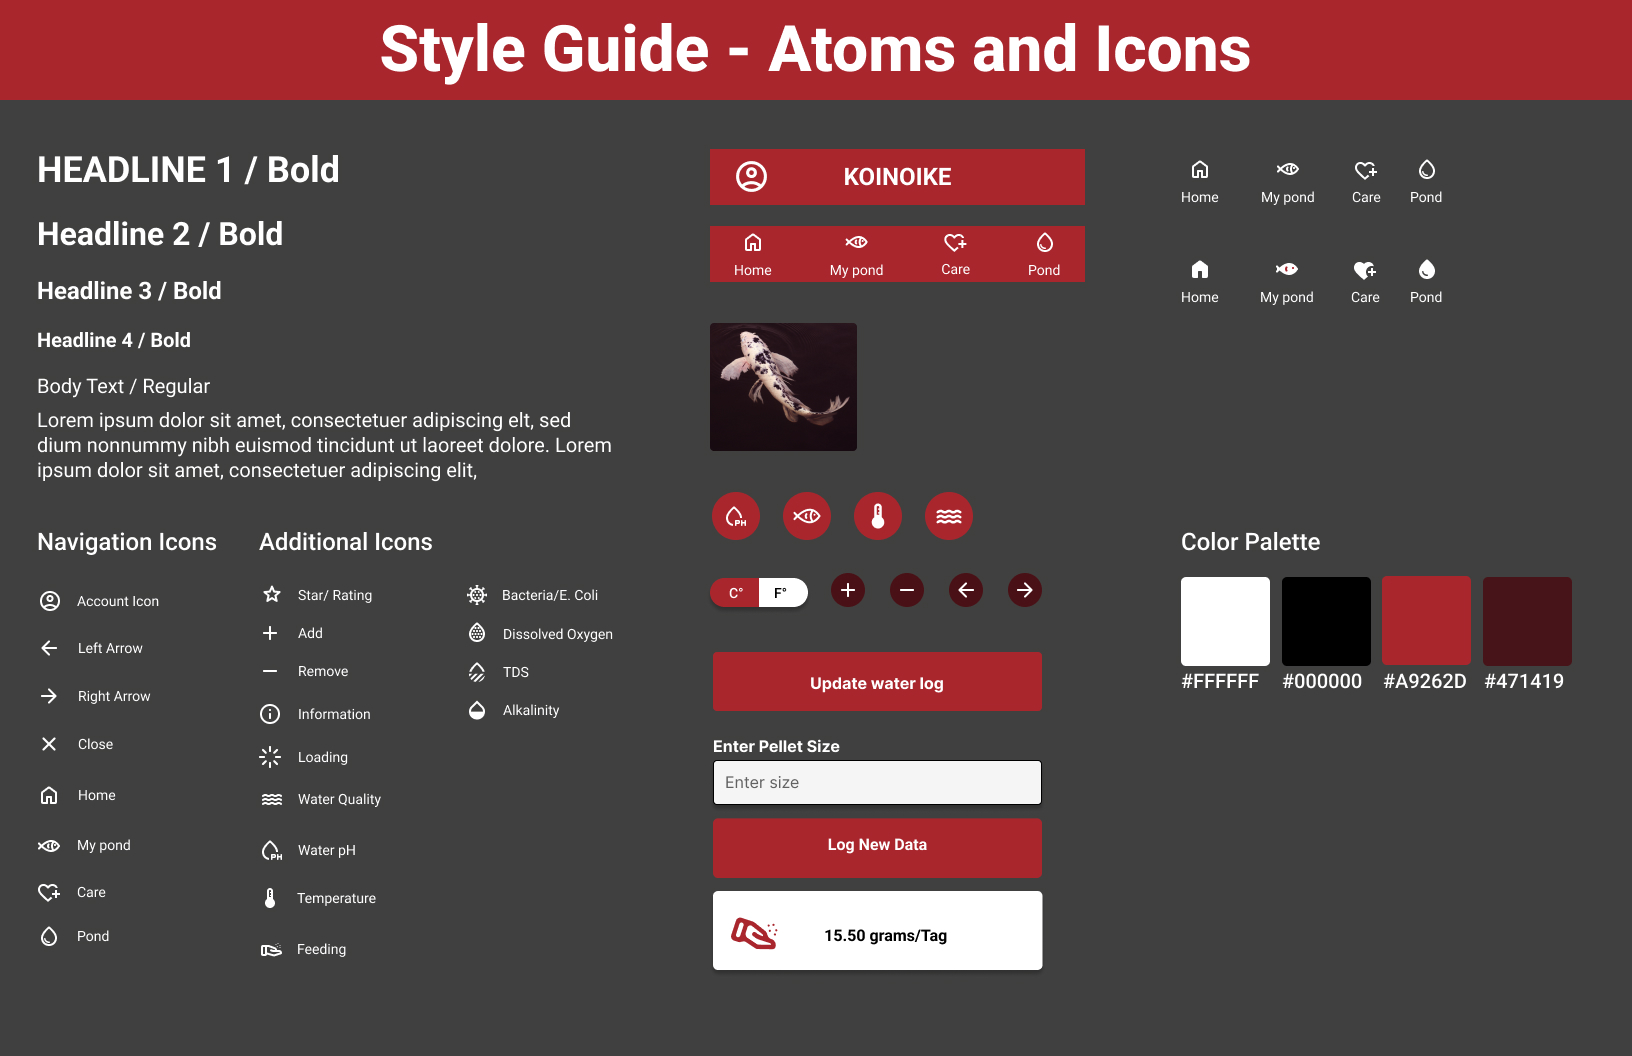 Style Guide - Atoms and Icons
HEADLINE 1 / Bold
Headline 2 / Bold
Headline 3 / Bold
Headline 4 / Bold
Body Text / Regular
Lorem ipsum dolor sit amet, consectetuer adipiscing elt, sed
dium nonnummy nibh euismod tincidunt ut laoreet dolore. Lorem
ipsum dolor sit amet, consectetuer adipiscing elit,
Navigation Icons
Account Icon
Left Arrow
Right Arrow
Close
Home
My pond
Care
Pond
Additional Icons
Star/ Rating
Add
Remove
Information
Loading
Water Quality
PH
Water pH
Temperature
Feeding
Bacteria/E. Coli
Dissolved Oxygen
TDS
Alkalinity
KOINOIKE
Home My pond Care Pond
PH
C° F°
Update water log
Enter Pellet Size
Enter size
Log New Data
15.50 grams/Tag
Home My pond Care Pond
Home My pond Care Pond
Color Palette
#FFFFFF #000000 #A9262D #471419